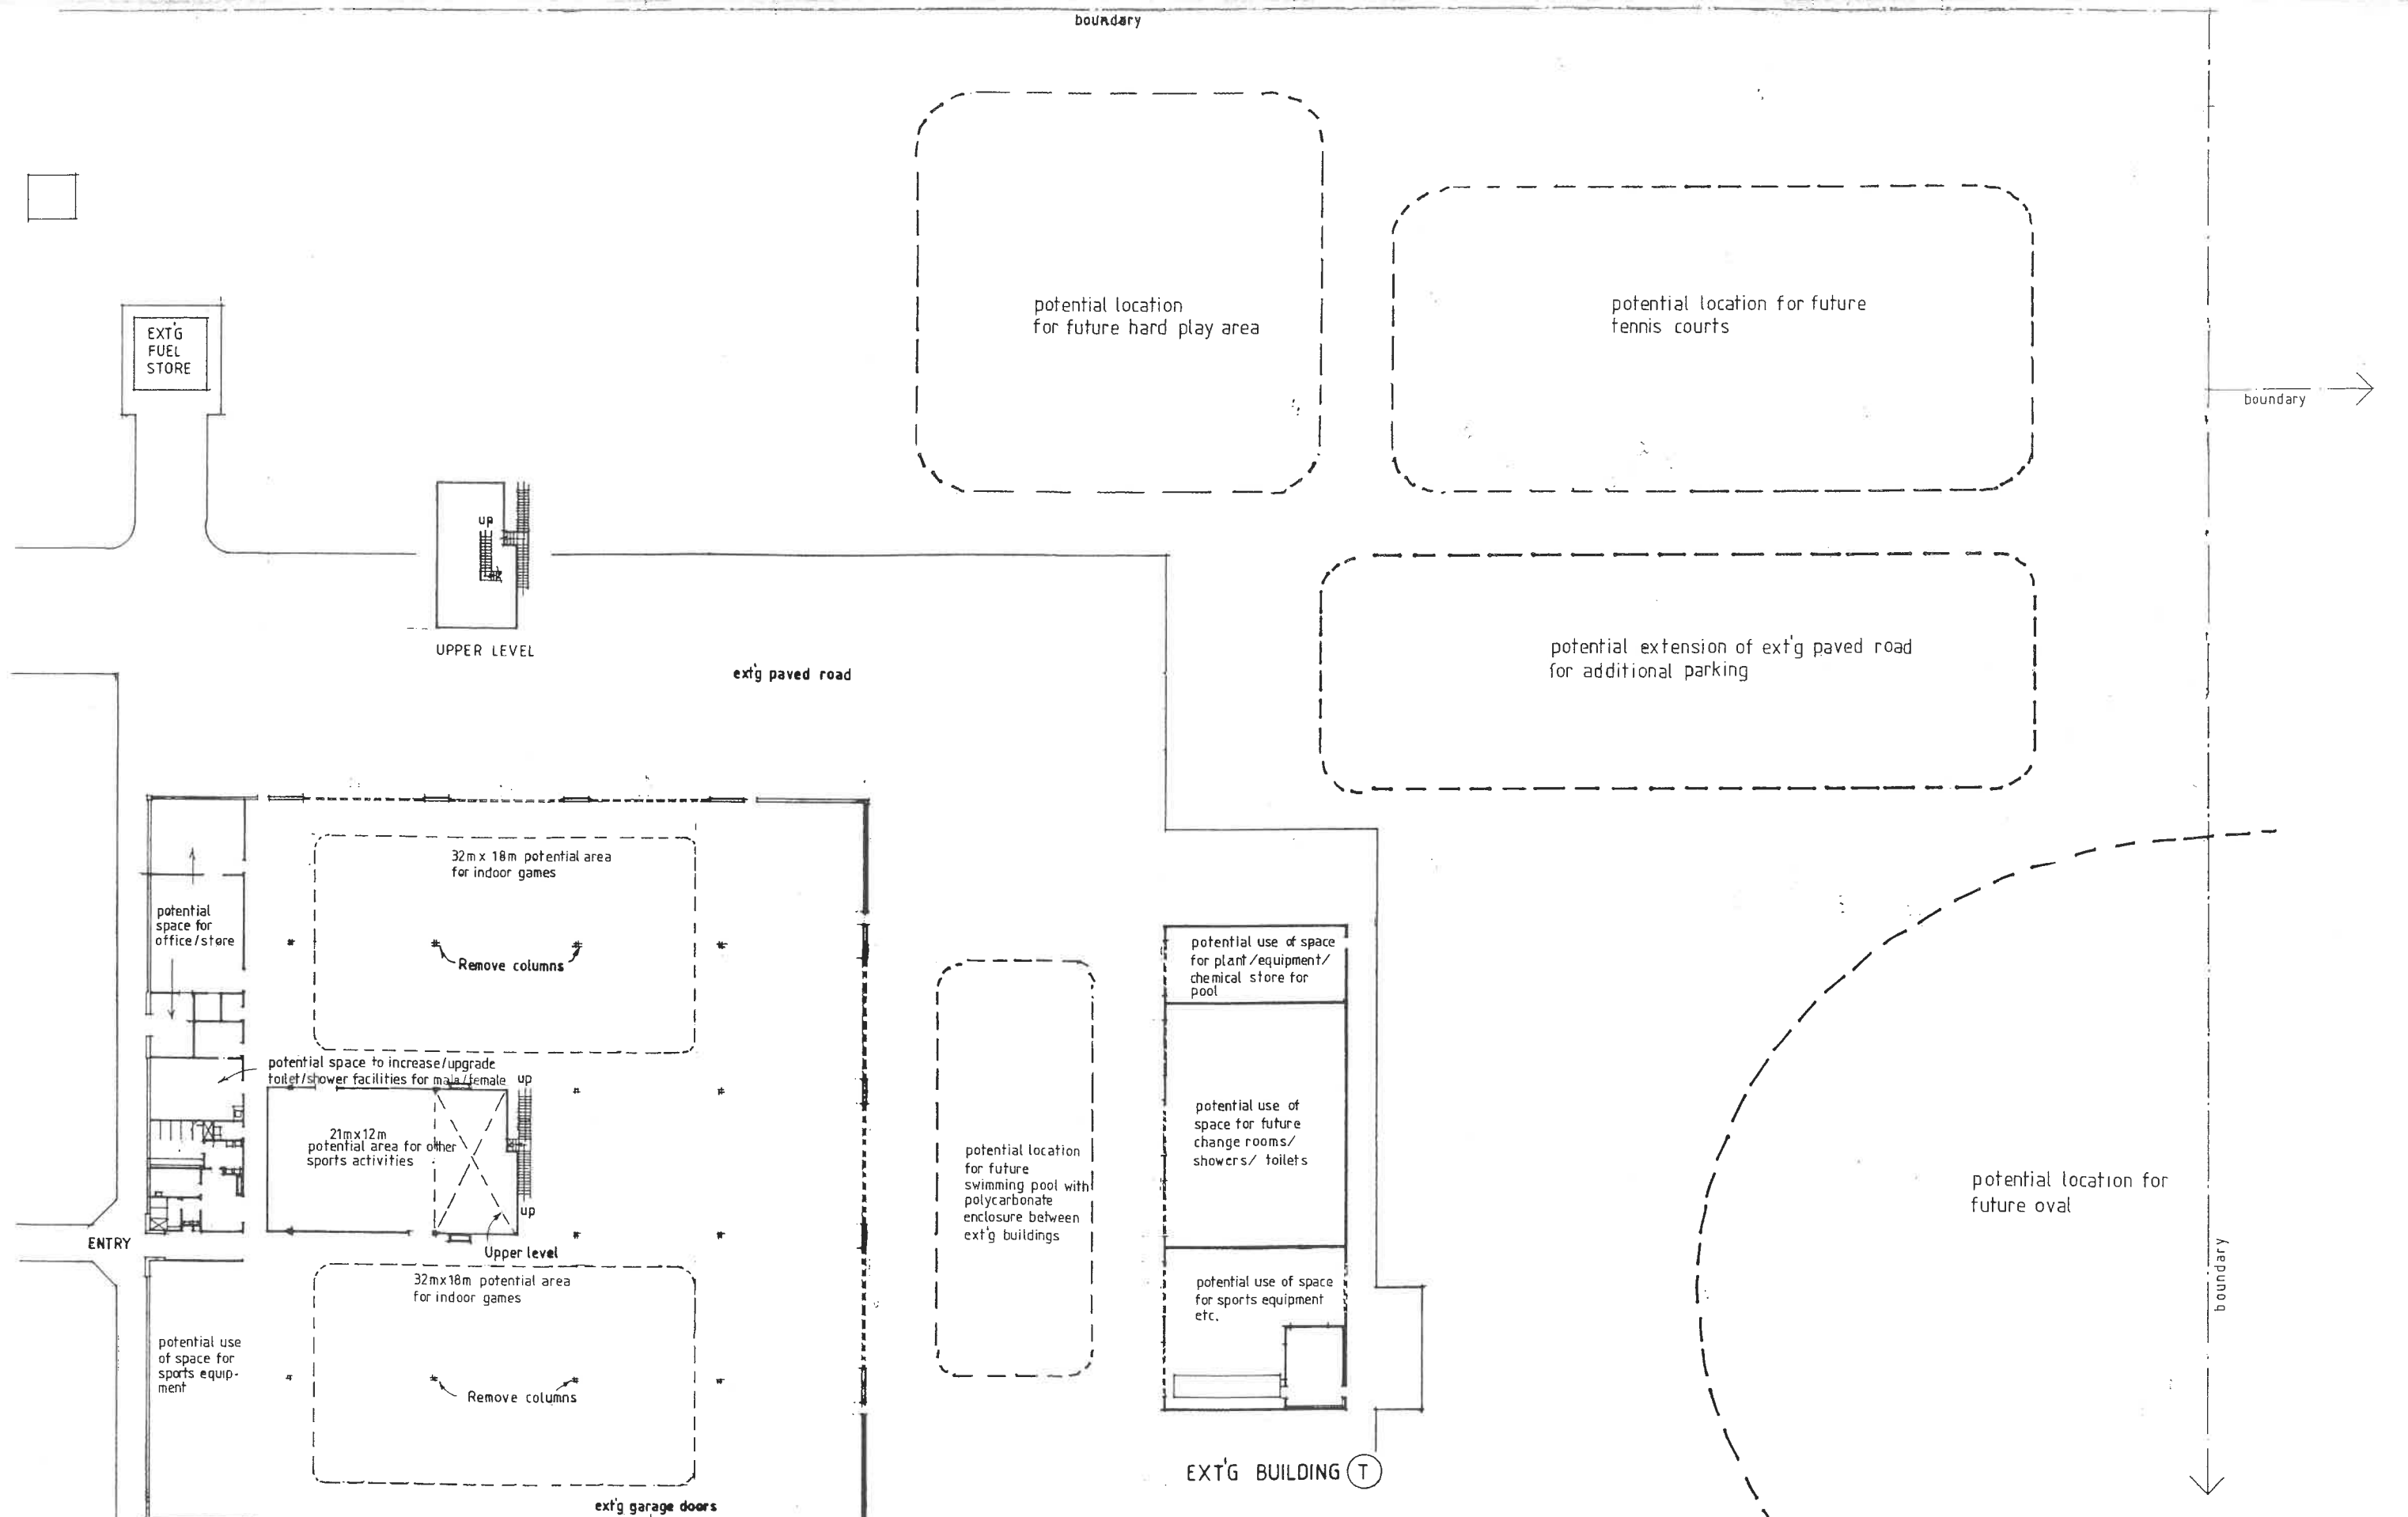 boundary
EXT'G
FUEL
STORE
potential location
for future hard play area
potential location for future
tennis courts
boundary
up
UPPER LEVEL
ext'g paved road
potential extension of ext'g paved road
for additional parking
32m x 18m potential area
for indoor games
potential
space for
office/store
Remove columns
potential space to increase/upgrade
toilet/shower facilities for male/female
up
21m x 12m
potential area for other
sports activities
up
Upper level
ENTRY
32m x 18m potential area
for indoor games
potential use
of space for
sports equip-
ment
Remove columns
ext'g garage doors
potential location
for future
swimming pool with
polycarbonate
enclosure between
ext'g buildings
potential use of space
for plant/equipment/
chemical store for
pool
potential use of
space for future
change rooms/
showers/ toilets
potential use of space
for sports equipment
etc.
EXT'G BUILDING T
potential location for
future oval
boundary